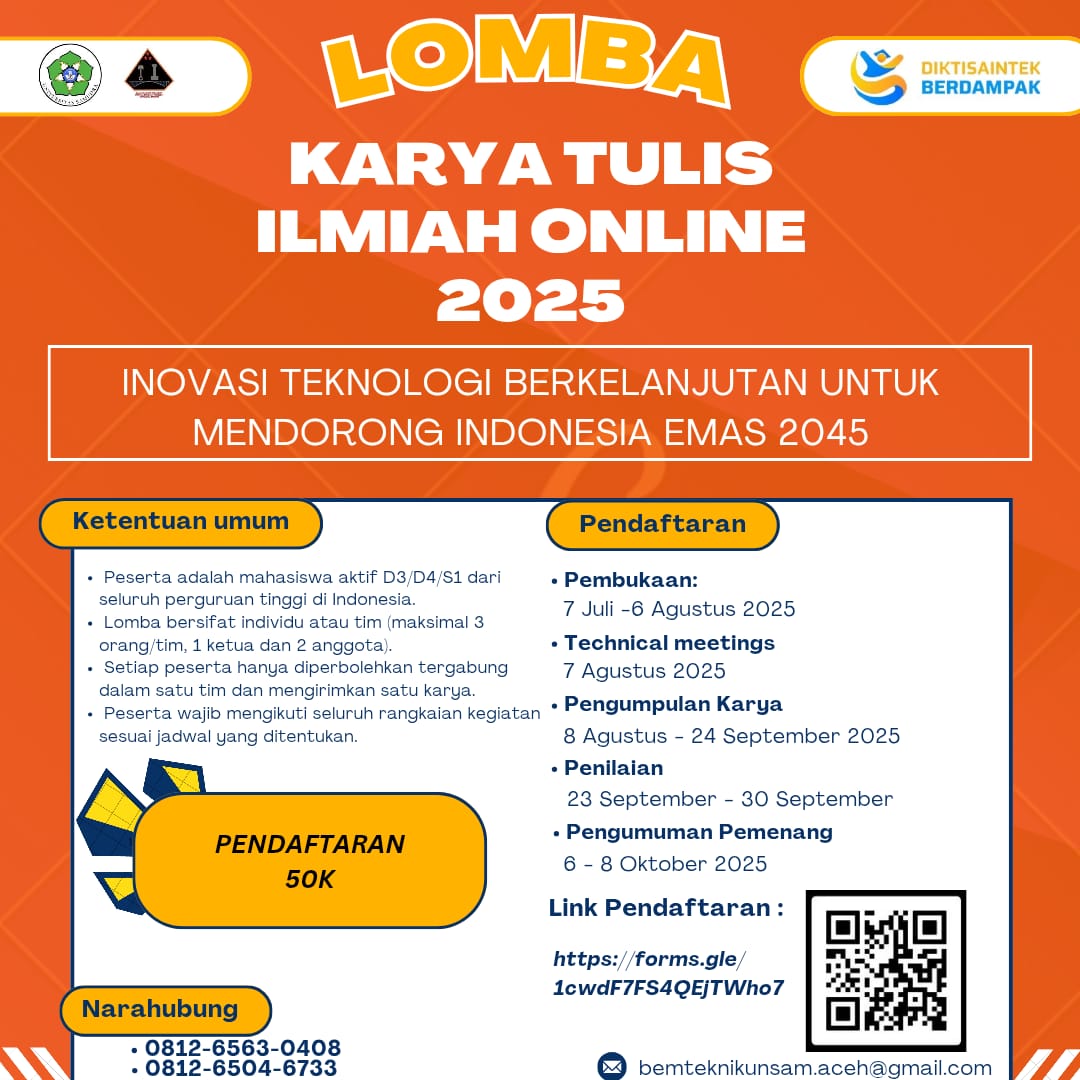 LOMBA
DIKTISAINTEK
BERDAMPAK
KARYA TULIS
ILMIAH ONLINE
2025
INOVASI TEKNOLOGI BERKELANJUTAN UNTUK
MENDORONG INDONESIA EMAS 2045
Ketentuan umum
• Peserta adalah mahasiswa aktif D3/D4/S1 dari
seluruh perguruan tinggi di Indonesia.
• Lomba bersifat individu atau tim (maksimal 3
orang/tim, 1 ketua dan 2 anggota).
• Setiap peserta hanya diperbolehkan tergabung
dalam satu tim dan mengirimkan satu karya.
• Peserta wajib mengikuti seluruh rangkaian kegiatan
sesuai jadwal yang ditentukan.
PENDAFTARAN
50K
Narahubung
• 0812-6563-0408
• 0812-6504-6733
Pendaftaran
• Pembukaan:
7 Juli -6 Agustus 2025
• Technical meetings
7 Agustus 2025
• Pengumpulan Karya
8 Agustus - 24 September 2025
• Penilaian
23 September - 30 September
• Pengumuman Pemenang
6 - 8 Oktober 2025
Link Pendaftaran :
https://forms.gle/
1cwdF7FS4QEjTWho7
bemteknikunsam.aceh@gmail.com